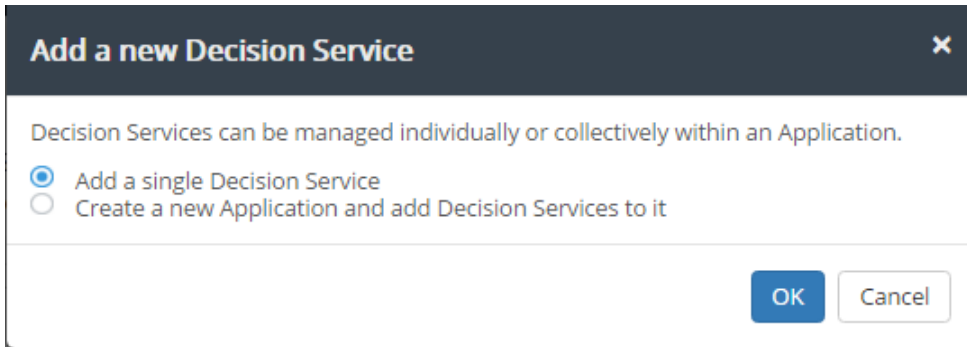 Add a new Decision Service
Decision Services can be managed individually or collectively within an Application.
Add a single Decision Service
Create a new Application and add Decision Services to it
OK
Cancel